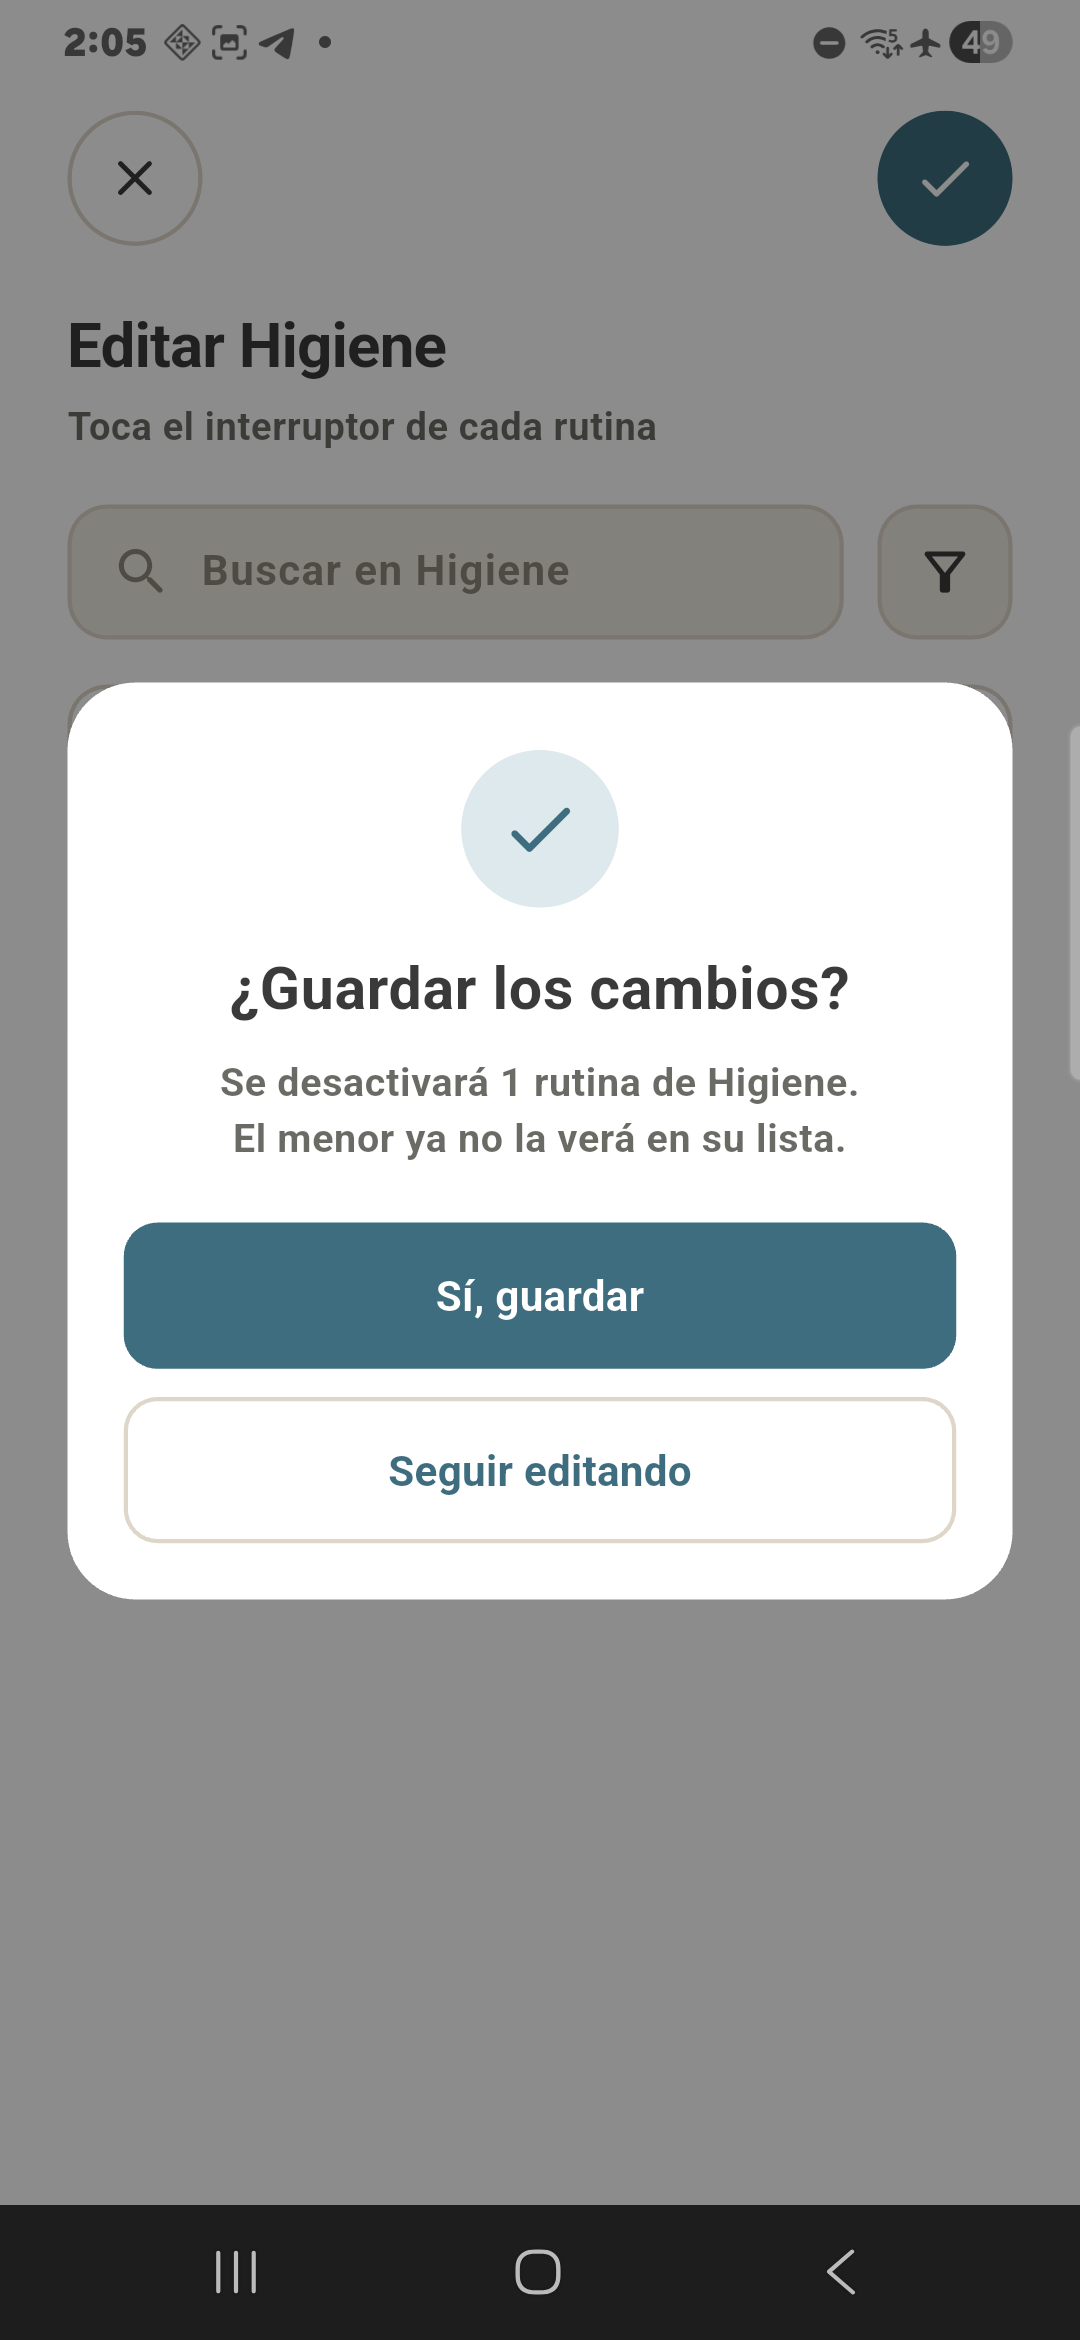 2:05
5
49
Editar Higiene
Toca el interruptor de cada rutina
Buscar en Higiene
¿Guardar los cambios?
Se desactivará 1 rutina de Higiene.
El menor ya no la verá en su lista.
Sí, guardar
Seguir editando